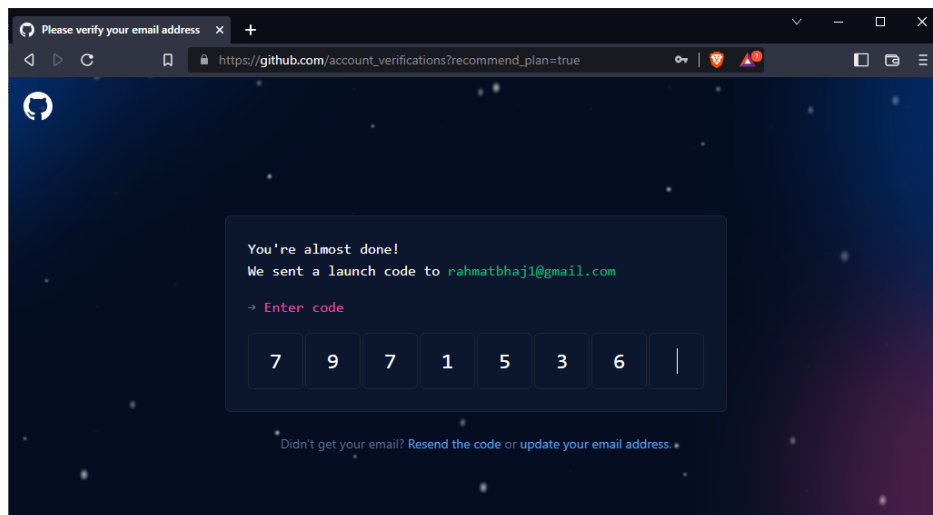 Please verify your email address
https://github.com/account_verifications?recommend_plan=true
1
You're almost done!
We sent a launch code to rahmatbhaj1@gmail.com
→ Enter code
7 9 7 1 5 3 6
Didn't get your email? Resend the code or update your email address.